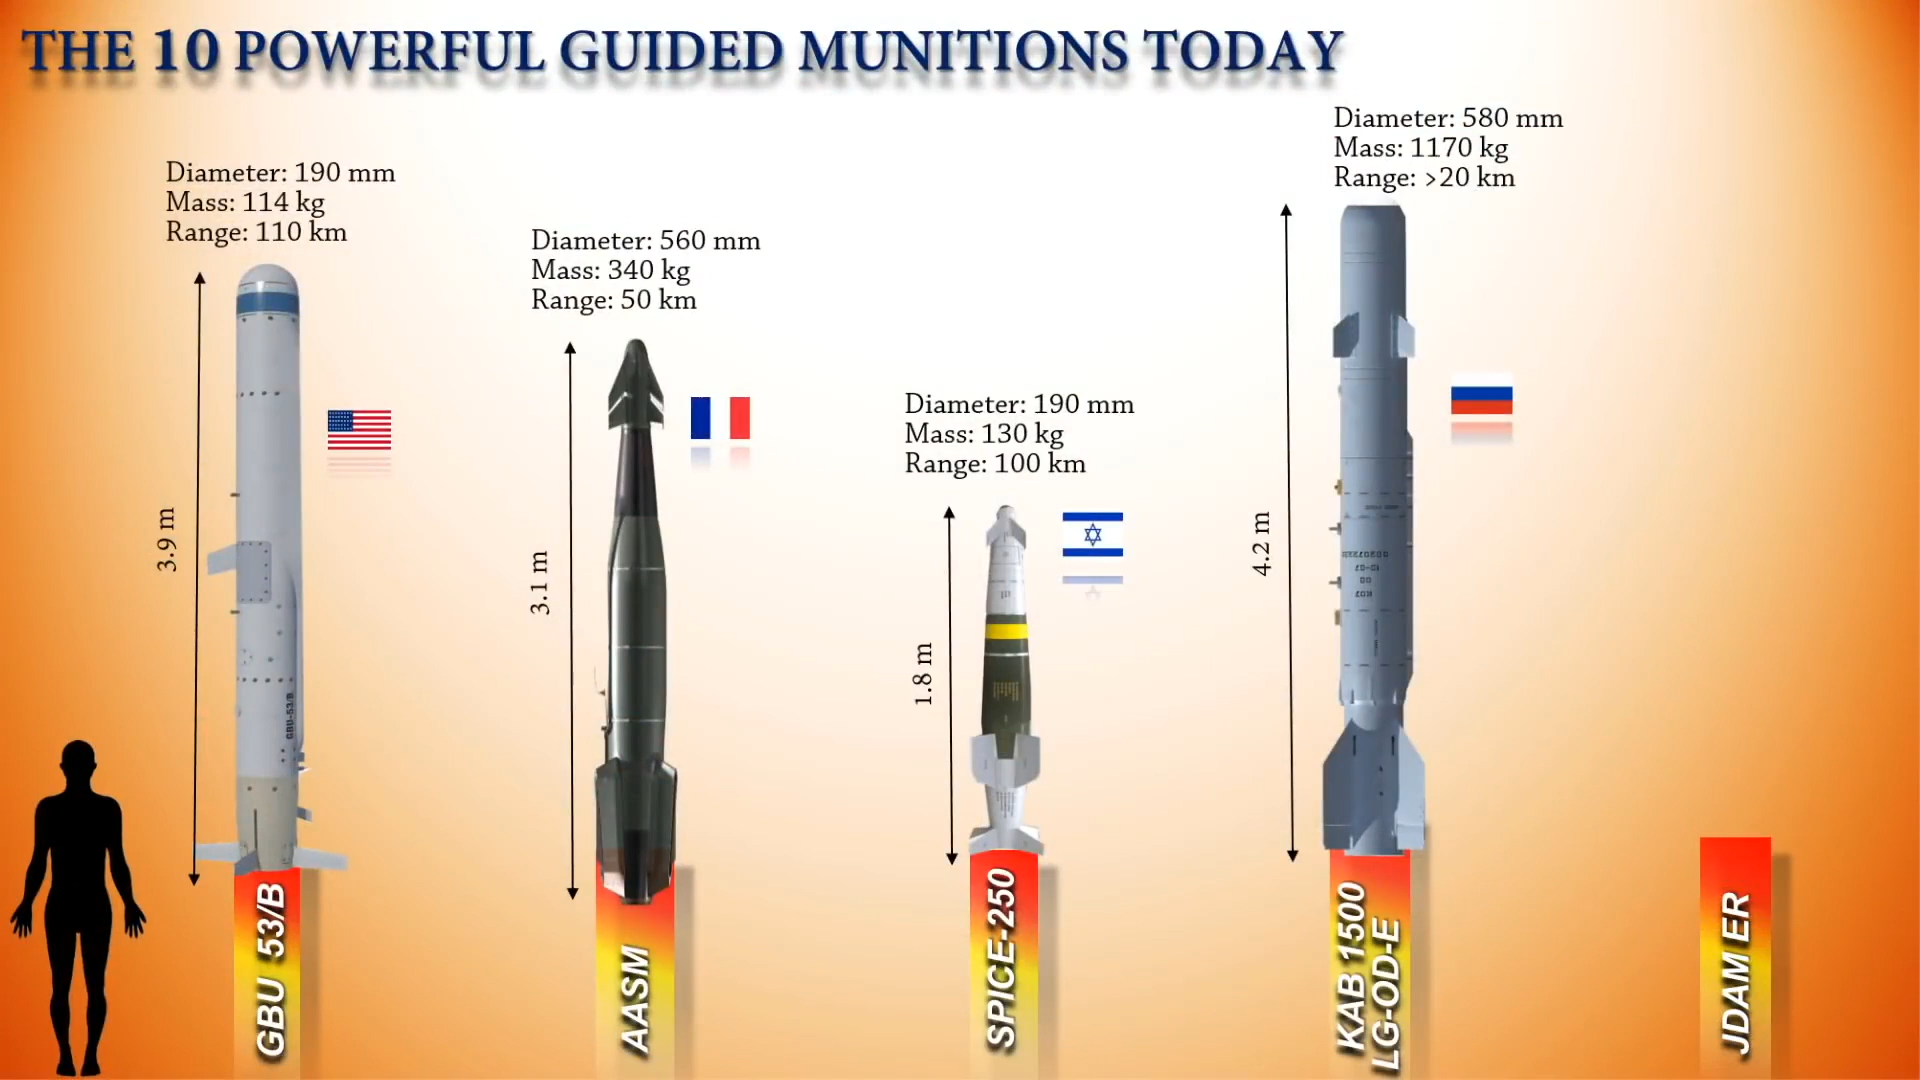 THE 10 POWERFUL GUIDED MUNITIONS TODAY
Diameter: 190 mm
Mass: 114 kg
Range: 110 km
3.9 m
GBU-53/B
GBU 53/B
Diameter: 560 mm
Mass: 340 kg
Range: 50 km
3.1 m
AASM
Diameter: 190 mm
Mass: 130 kg
Range: 100 km
1.8 m
SPICE-250
Diameter: 580 mm
Mass: 1170 kg
Range: >20 km
4.2 m
KAB 1500
LG-OD-E
JDAM ER